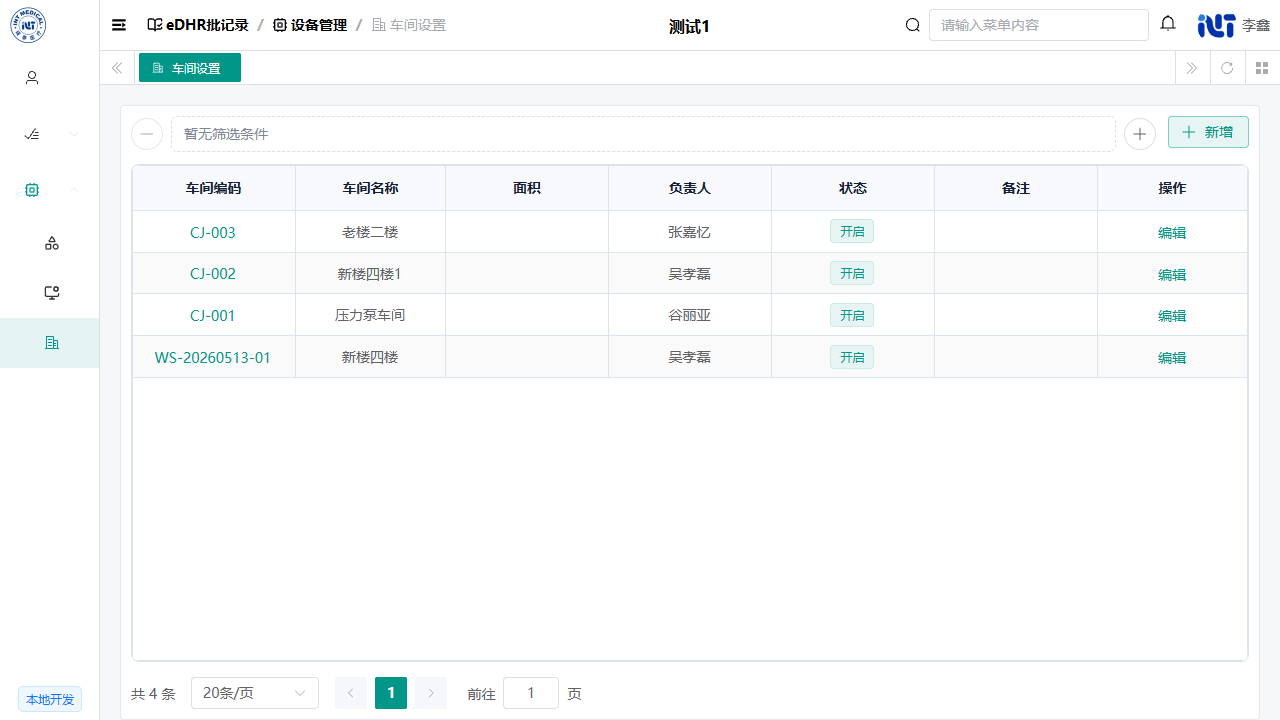 INT MEDICAL
eDHR批记录 / 设备管理 / 车间设置
测试1
请输入菜单内容
李鑫
车间设置
暂无筛选条件
新增
车间编码 车间名称 面积 负责人 状态 备注 操作
CJ-003 老楼二楼 张嘉忆 开启 编辑
CJ-002 新楼四楼1 吴孝磊 开启 编辑
CJ-001 压力泵车间 谷丽亚 开启 编辑
WS-20260513-01 新楼四楼 吴孝磊 开启 编辑
本地开发
共 4 条 20条/页 1 前往 1 页